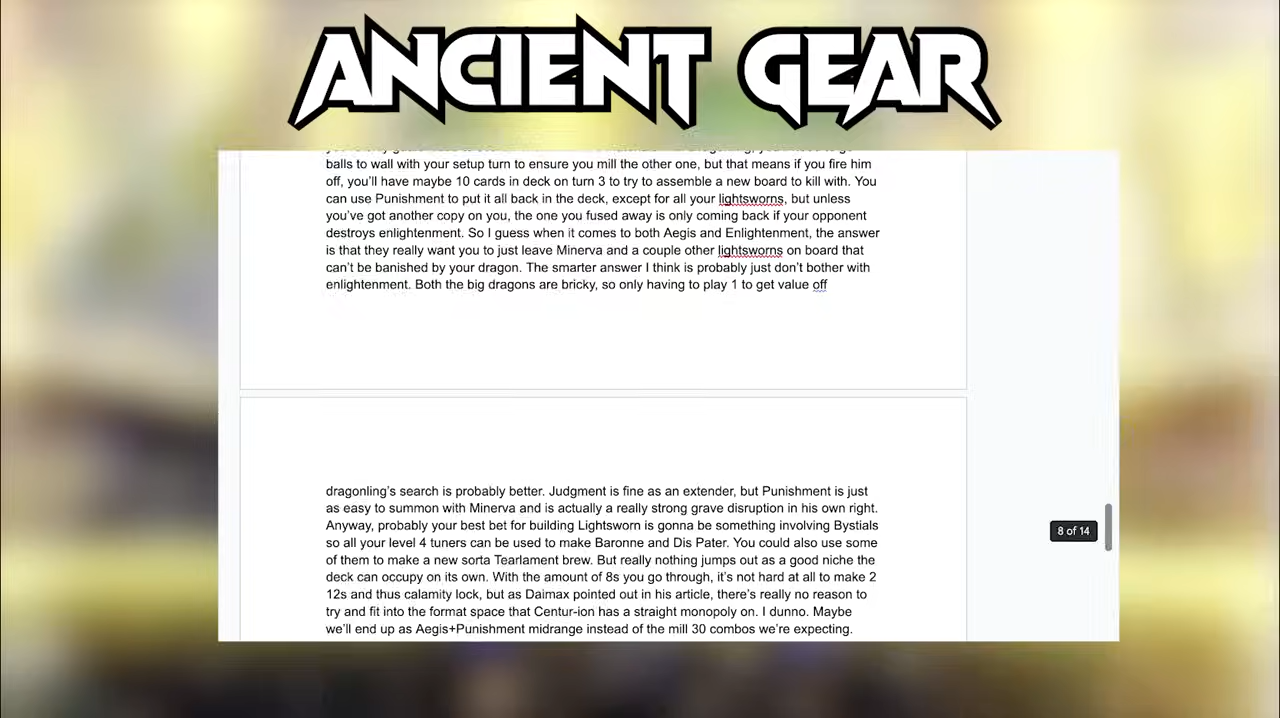 ANCIENT GEAR
balls to wall with your setup turn to ensure you mill the other one, but that means if you fire him
off, you'll have maybe 10 cards in deck on turn 3 to try to assemble a new board to kill with. You
can use Punishment to put it all back in the deck, except for all your lightsworns, but unless
you've got another copy on you, the one you fused away is only coming back if your opponent
destroys enlightenment. So I guess when it comes to both Aegis and Enlightenment, the answer
is that they really want you to just leave Minerva and a couple other lightsworns on board that
can't be banished by your dragon. The smarter answer I think is probably just don't bother with
enlightenment. Both the big dragons are bricky, so only having to play 1 to get value off
dragonling's search is probably better. Judgment is fine as an extender, but Punishment is just
as easy to summon with Minerva and is actually a really strong grave disruption in his own right.
Anyway, probably your best bet for building Lightsworn is gonna be something involving Bystials
so all your level 4 tuners can be used to make Baronne and Dis Pater. You could also use some
of them to make a new sorta Tearlament brew. But really nothing jumps out as a good niche the
deck can occupy on its own. With the amount of 8s you go through, it's not hard at all to make 2
12s and thus calamity lock, but as Daimax pointed out in his article, there's really no reason to
try and fit into the format space that Centur-ion has a straight monopoly on. I dunno. Maybe
we'll end up as Aegis+Punishment midrange instead of the mill 30 combos we're expecting.
8 of 14